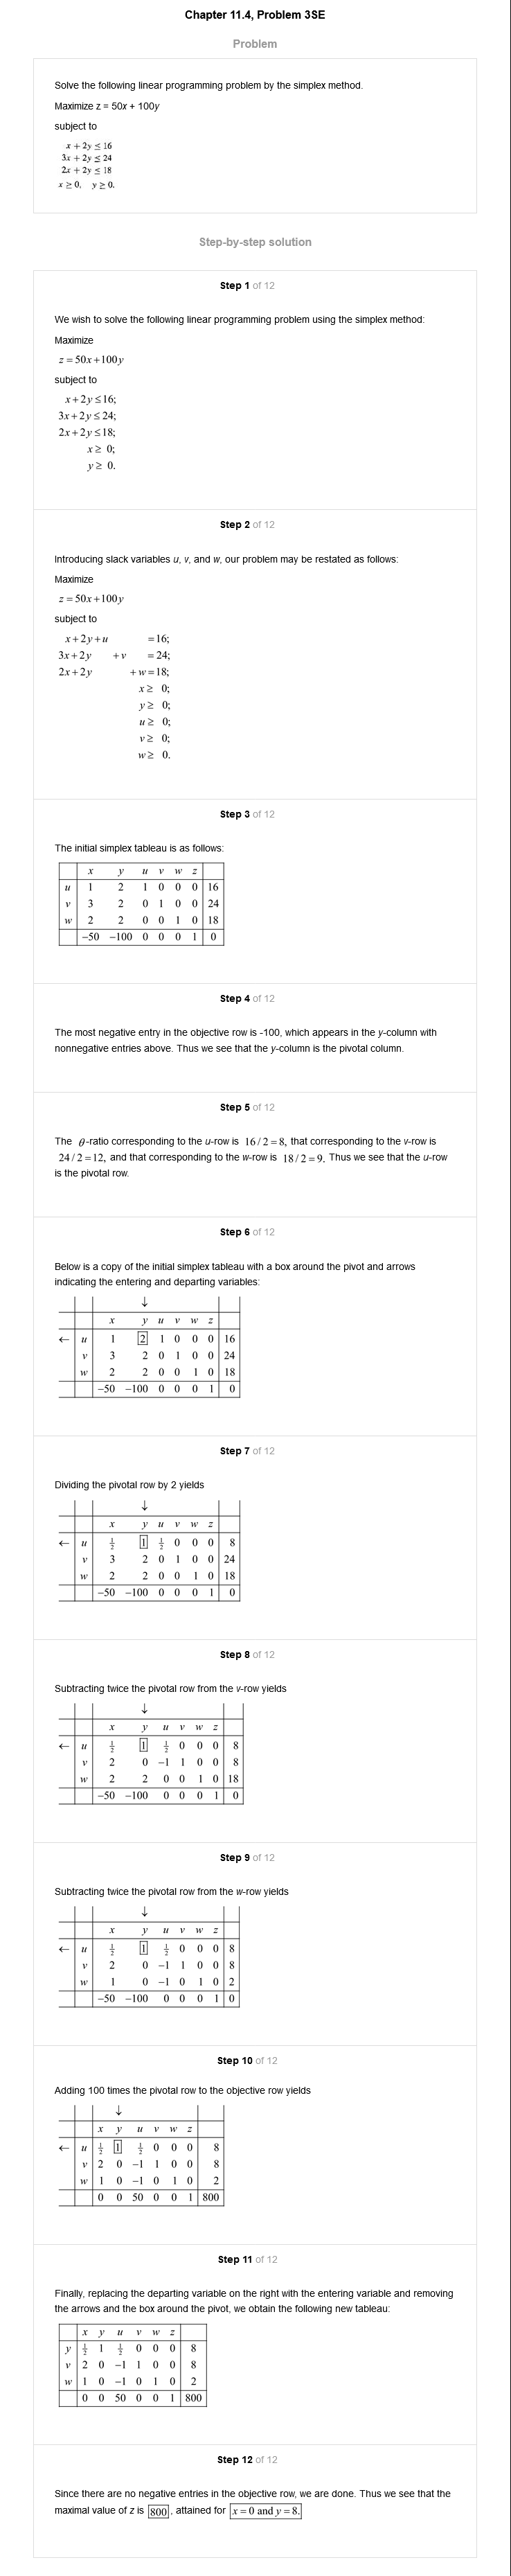 Chapter 11.4, Problem 3SE
Problem
Solve the following linear programming problem by the simplex method.
Maximize z = 50x + 100y
subject to
x + 2y ≤ 16
3x + 2y ≤ 24
2x + 2y ≤ 18
x ≥ 0, y ≥ 0.
Step-by-step solution
Step 1 of 12
We wish to solve the following linear programming problem using the simplex method:
Maximize
z = 50x+100y
subject to
x+2y ≤ 16;
3x+2y ≤ 24;
2x+2y ≤ 18;
x ≥ 0;
y ≥ 0.
Step 2 of 12
Introducing slack variables u, v, and w, our problem may be restated as follows:
Maximize
z = 50x+100y
subject to
x+2y+u =16;
3x+2y +v =24;
2x+2y +w=18;
x ≥ 0;
y ≥ 0;
u ≥ 0;
v ≥ 0;
w ≥ 0.
Step 3 of 12
The initial simplex tableau is as follows:
x y u v w z
u 1 2 1 0 0 0 16
v 3 2 0 1 0 0 24
w 2 2 0 0 1 0 18
−50 −100 0 0 0 1 0
Step 4 of 12
The most negative entry in the objective row is -100, which appears in the y-column with
nonnegative entries above. Thus we see that the y-column is the pivotal column.
Step 5 of 12
The θ-ratio corresponding to the u-row is 16/2=8, that corresponding to the v-row is
24/2=12, and that corresponding to the w-row is 18/2=9. Thus we see that the u-row
is the pivotal row.
Step 6 of 12
Below is a copy of the initial simplex tableau with a box around the pivot and arrows
indicating the entering and departing variables:
↓
x y u v w z
← u 1 2 1 0 0 0 16
v 3 2 0 1 0 0 24
w 2 2 0 0 1 0 18
−50 −100 0 0 0 1 0
Step 7 of 12
Dividing the pivotal row by 2 yields
↓
x y u v w z
← u 1/2 1 1/2 0 0 0 8
v 3 2 0 1 0 0 24
w 2 2 0 0 1 0 18
−50 −100 0 0 0 1 0
Step 8 of 12
Subtracting twice the pivotal row from the v-row yields
↓
x y u v w z
← u 1/2 1 1/2 0 0 0 8
v 2 0 −1 1 0 0 8
w 2 2 0 0 1 0 18
−50 −100 0 0 0 1 0
Step 9 of 12
Subtracting twice the pivotal row from the w-row yields
↓
x y u v w z
← u 1/2 1 1/2 0 0 0 8
v 2 0 −1 1 0 0 8
w 1 0 −1 0 1 0 2
−50 −100 0 0 0 1 0
Step 10 of 12
Adding 100 times the pivotal row to the objective row yields
↓
x y u v w z
← u 1/2 1 1/2 0 0 0 8
v 2 0 −1 1 0 0 8
w 1 0 −1 0 1 0 2
0 0 50 0 0 1 800
Step 11 of 12
Finally, replacing the departing variable on the right with the entering variable and removing
the arrows and the box around the pivot, we obtain the following new tableau:
x y u v w z
y 1/2 1 1/2 0 0 0 8
v 2 0 −1 1 0 0 8
w 1 0 −1 0 1 0 2
0 0 50 0 0 1 800
Step 12 of 12
Since there are no negative entries in the objective row, we are done. Thus we see that the
maximal value of z is 800, attained for x = 0 and y = 8.